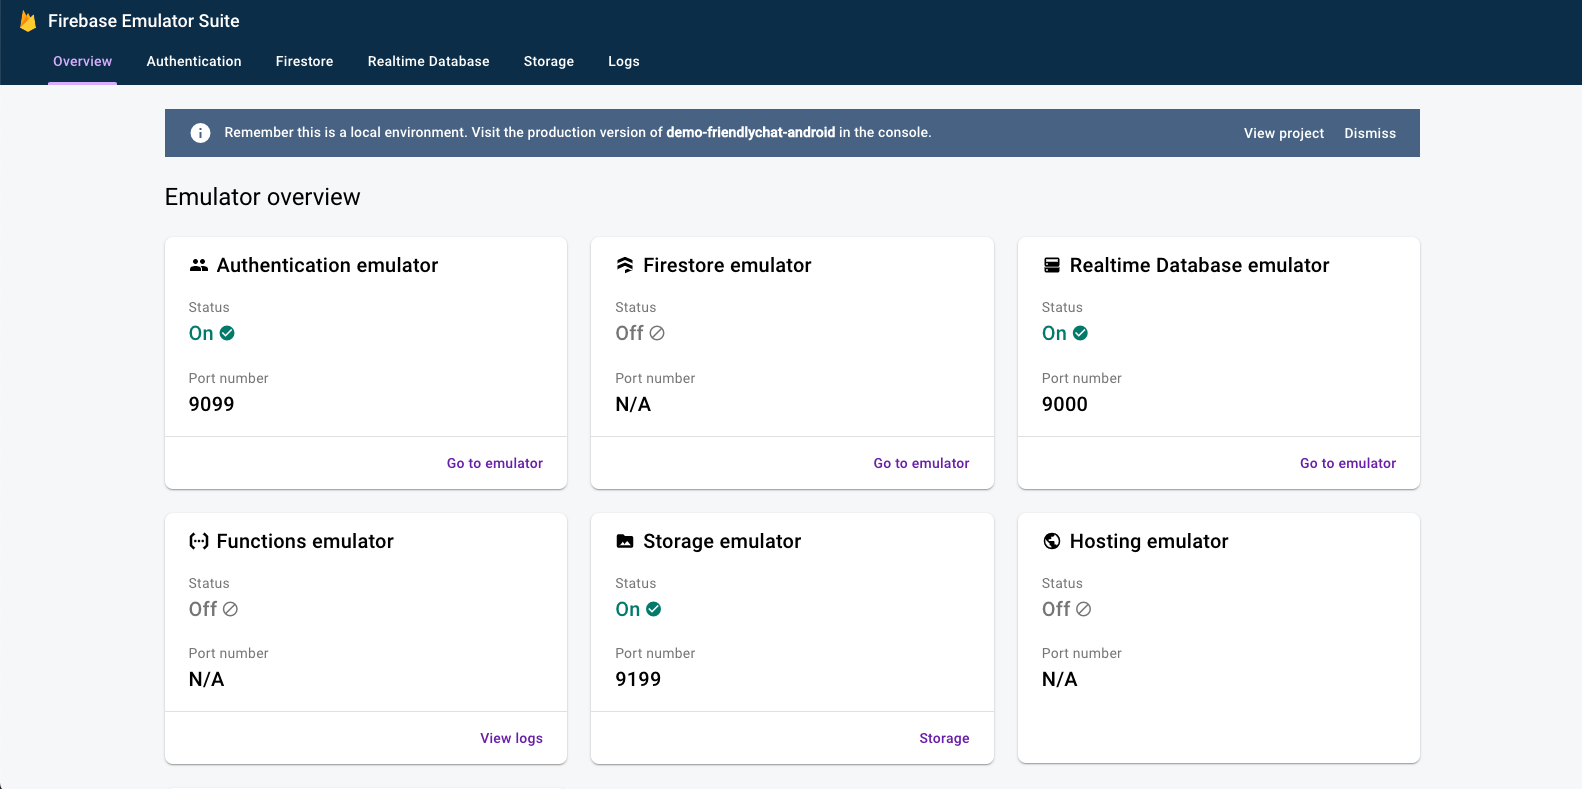 Firebase Emulator Suite
Overview Authentication Firestore Realtime Database Storage Logs
Remember this is a local environment. Visit the production version of demo-friendlychat-android in the console. View project Dismiss
Emulator overview
Authentication emulator
Status
On
Port number
9099
Go to emulator
Firestore emulator
Status
Off
Port number
N/A
Go to emulator
Realtime Database emulator
Status
On
Port number
9000
Go to emulator
Functions emulator
Status
Off
Port number
N/A
View logs
Storage emulator
Status
On
Port number
9199
Storage
Hosting emulator
Status
Off
Port number
N/A